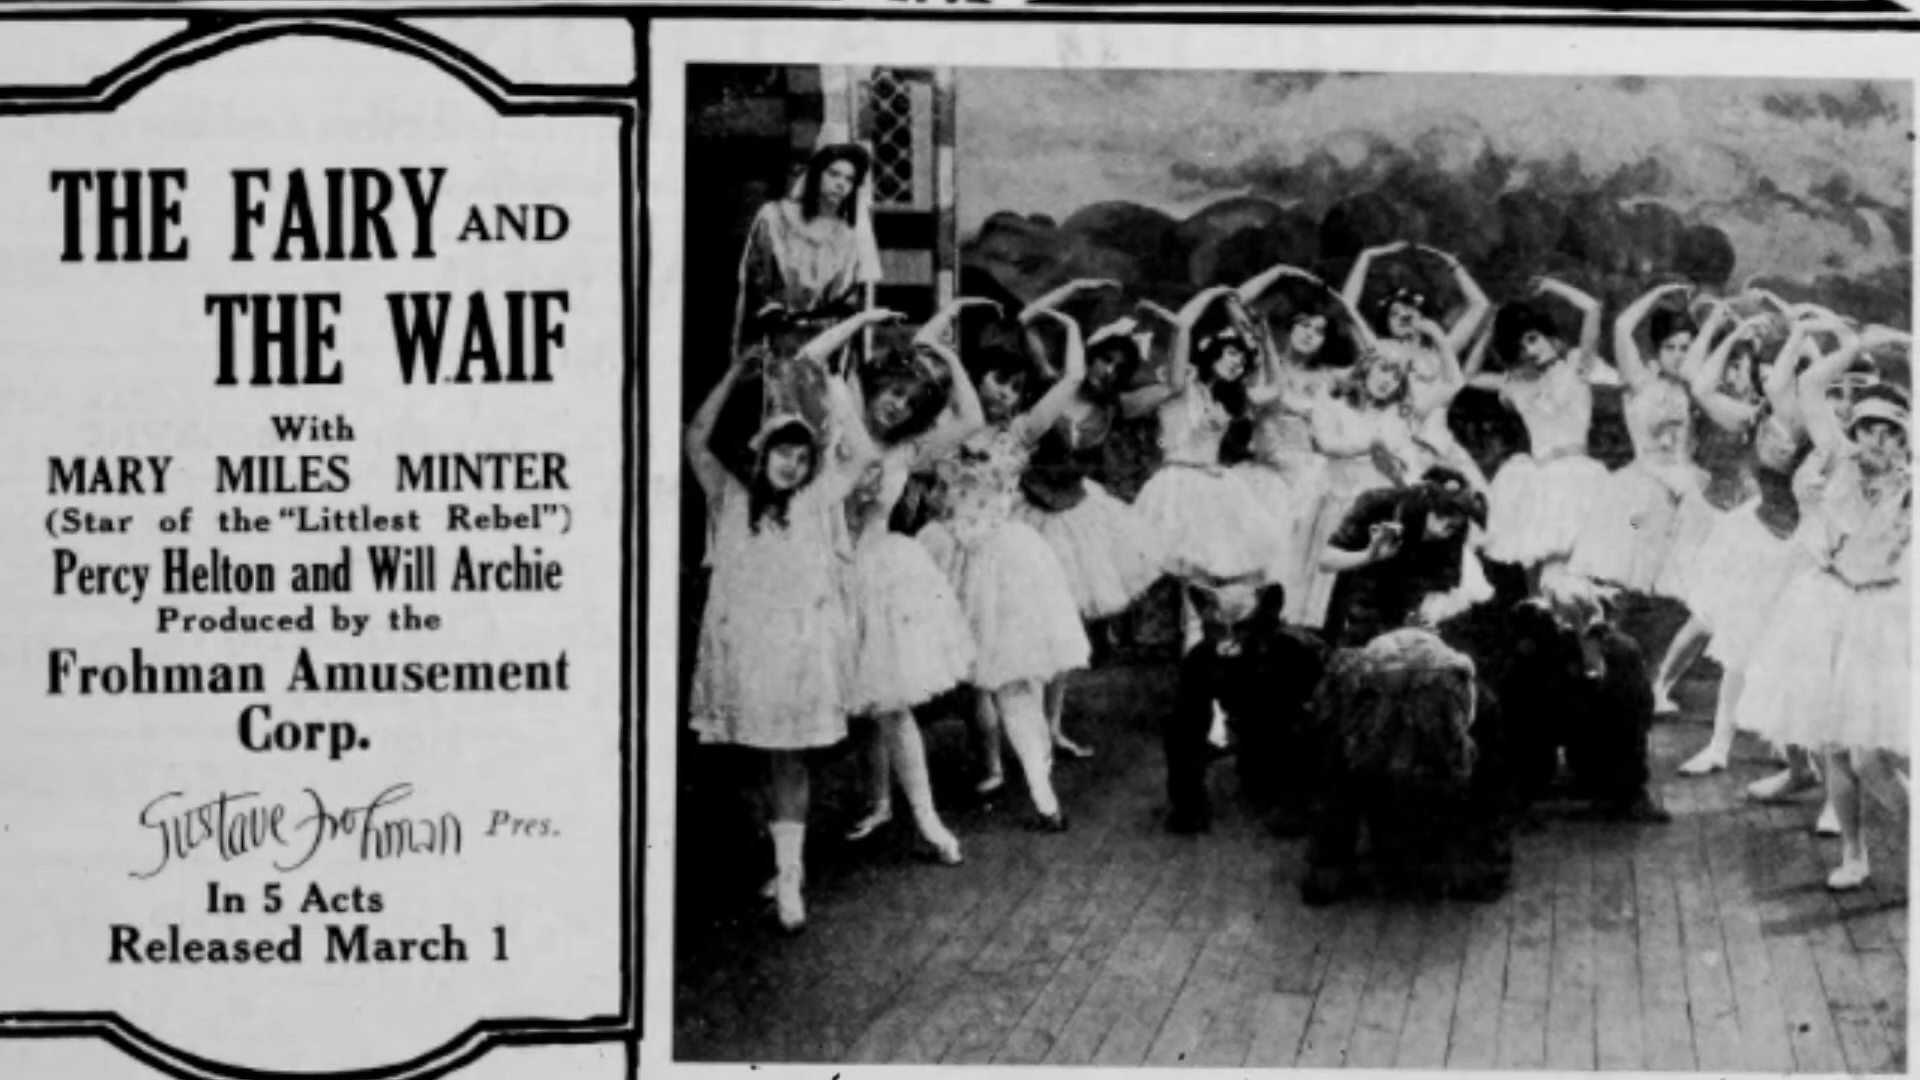 THE FAIRY AND
THE WAIF
With
MARY MILES MINTER
(Star of the "Littlest Rebel")
Percy Helton and Will Archie
Produced by the
Frohman Amusement
Corp.
Gustave Frohman Pres.
In 5 Acts
Released March 1